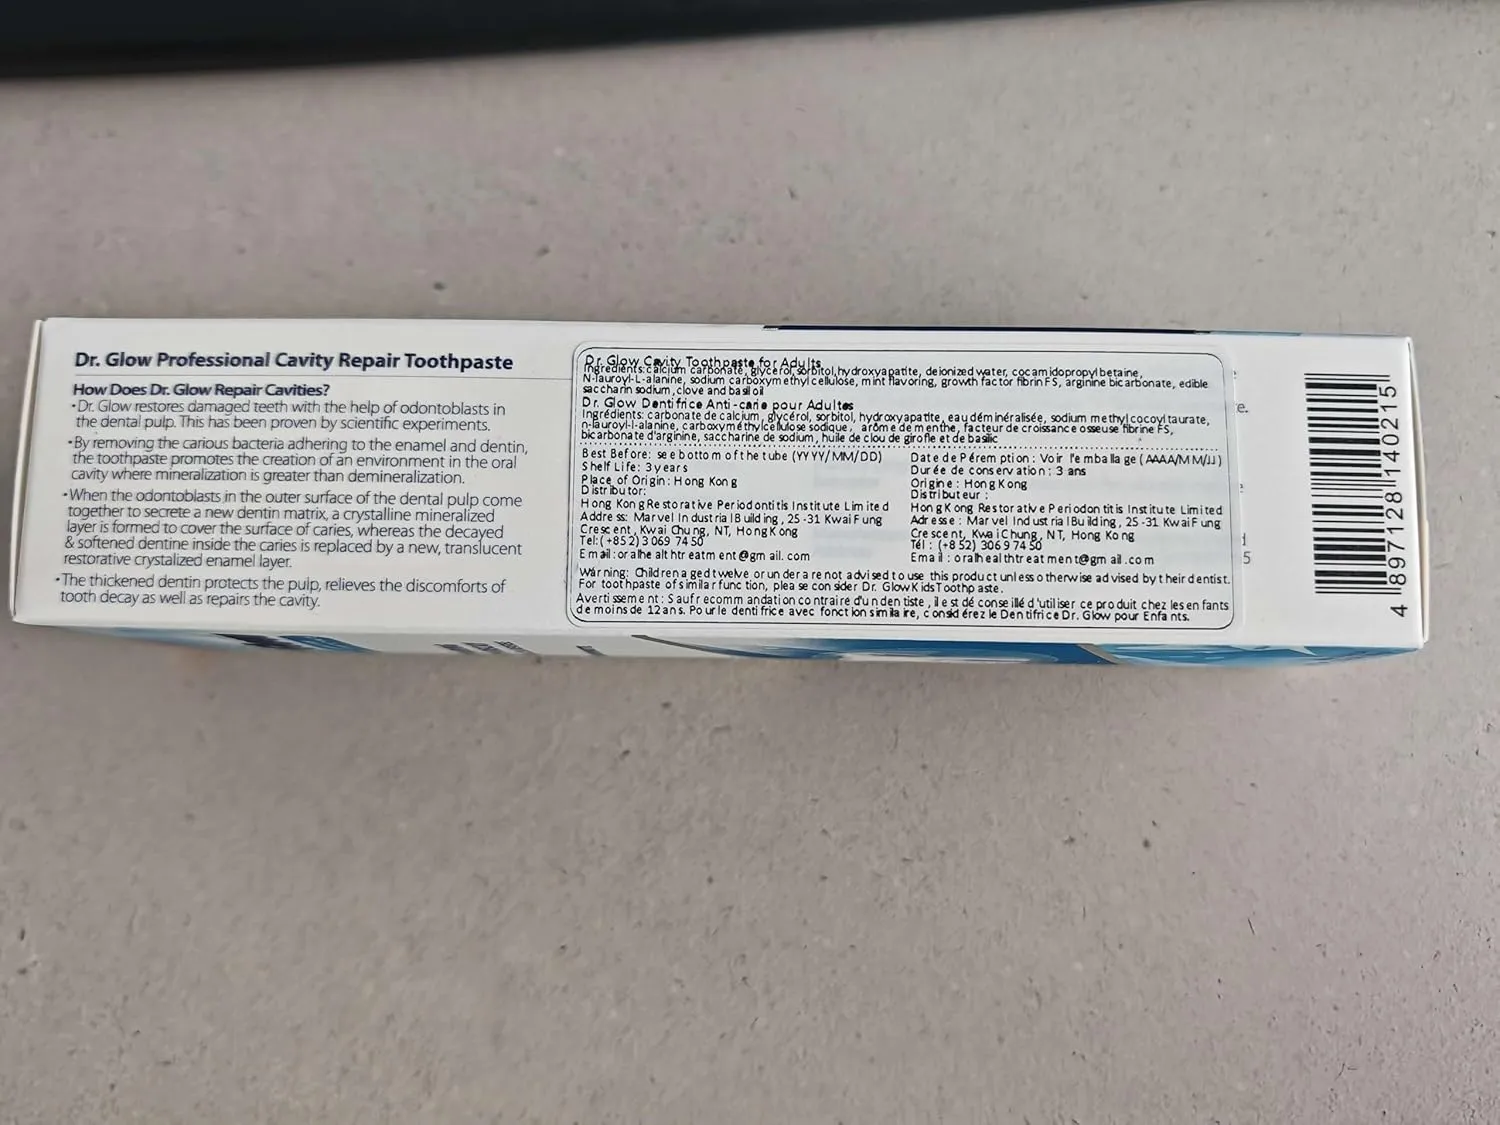 Dr. Glow Professional Cavity Repair Toothpaste
How Does Dr. Glow Repair Cavities?
•Dr. Glow restores damaged teeth with the help of odontoblasts in
the dental pulp. This has been proven by scientific experiments.
•By removing the carious bacteria adhering to the enamel and dentin,
the toothpaste promotes the creation of an environment in the oral
cavity where mineralization is greater than demineralization.
•When the odontoblasts in the outer surface of the dental pulp come
together to secrete a new dentin matrix, a crystalline mineralized
layer is formed to cover the surface of caries, whereas the decayed
& softened dentine inside the caries is replaced by a new, translucent
restorative crystalized enamel layer.
•The thickened dentin protects the pulp, relieves the discomforts of
tooth decay as well as repairs the cavity.
Dr. Glow Cavity Toothpaste for Adults
Ingredients:calcium carbonate, glycerol, sorbitol,hydroxyapatite, deionized water, cocamidopropyl betaine,
N-lauroyl-L-alanine, sodium carboxymethyl cellulose, mint flavoring, growth factor fibrin FS, arginine bicarbonate, edible
saccharin sodium, clove and basil oil
Dr. Glow Dentifrice Anti-carie pour Adultes
Ingrédients: carbonate de calcium, glycérol, sorbitol, hydroxyapatite, eau déminéralisée, sodium methyl cocoyl taurate,
n-lauroyl-l-alanine, carboxyméthylcellulose sodique, arôme de menthe, facteur de croissance osseuse fibrine FS,
bicarbonate d'arginine, saccharine de sodium, huile de clou de girofle et de basilic
Best Before: see bottom of the tube (YYYY/MM/DD)
Shelf Life: 3 years
Place of Origin: Hong Kong
Distributor:
Hong Kong Restorative Periodontitis Institute Limited
Address: Marvel Industrial Building, 25-31 Kwai Fung
Crescent, Kwai Chung, NT, Hong Kong
Tel:(+852) 3069 7450
Email:oralhealthtreatment@gmail.com
Date de Péremption : Voir l'emballage (AAAA/MM/JJ)
Durée de conservation : 3 ans
Origine : Hong Kong
Distributeur :
Hong Kong Restorative Periodontitis Institute Limited
Adresse : Marvel Industrial Building, 25-31 Kwai Fung
Crescent, Kwai Chung, NT, Hong Kong
Tél : (+852) 3069 7450
Email : oralhealthtreatment@gmail.com
Warning: Children aged twelve or under are not advised to use this product unless otherwise advised by their dentist.
For toothpaste of similar function, please consider Dr. Glow Kids Toothpaste.
Avertissement : Sauf recommandation contraire d'un dentiste, il est déconseillé d'utiliser ce produit chez les enfants
de moins de 12 ans. Pour le dentifrice avec fonction similaire, considérez le Dentifrice Dr. Glow pour Enfants.
4 897128 140215